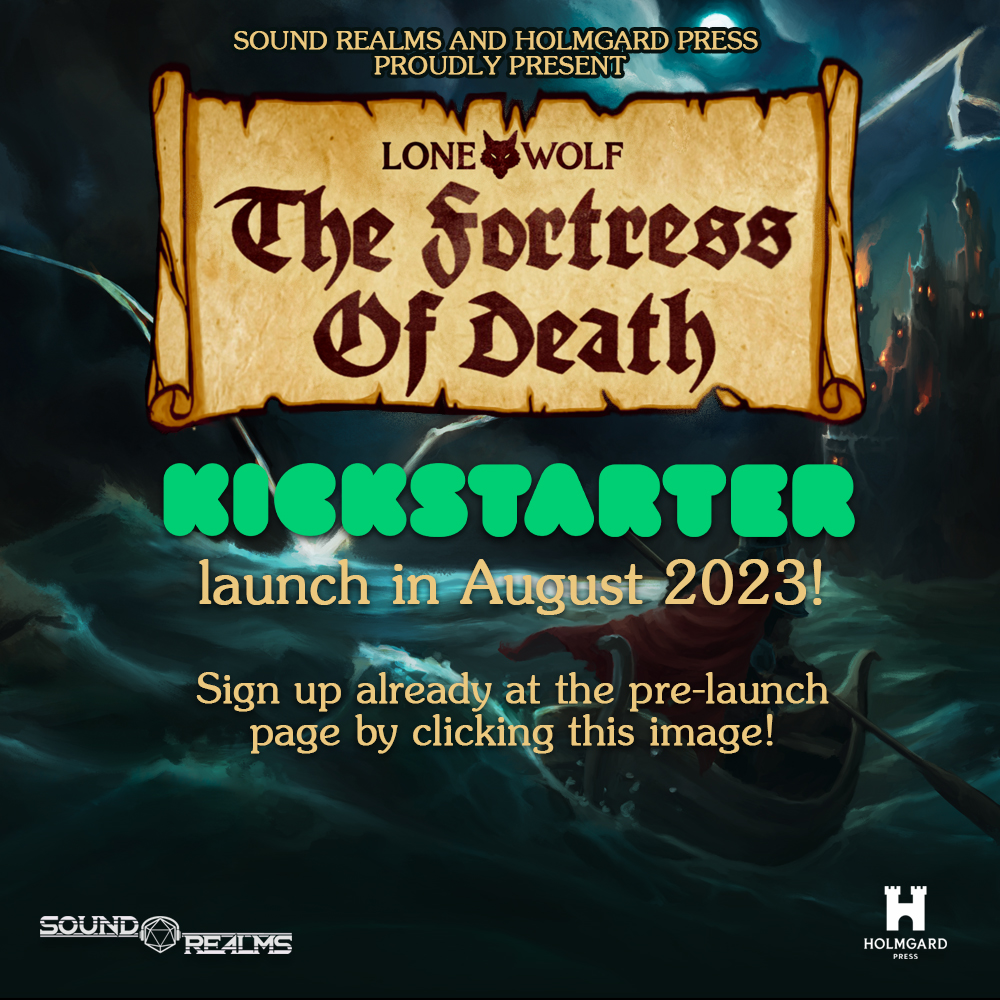 SOUND REALMS AND HOLMGARD PRESS
PROUDLY PRESENT
LONE WOLF
The Fortress
Of Death
KICKSTARTER
launch in August 2023!
Sign up already at the pre-launch
page by clicking this image!
SOUND REALMS
HOLMGARD
PRESS